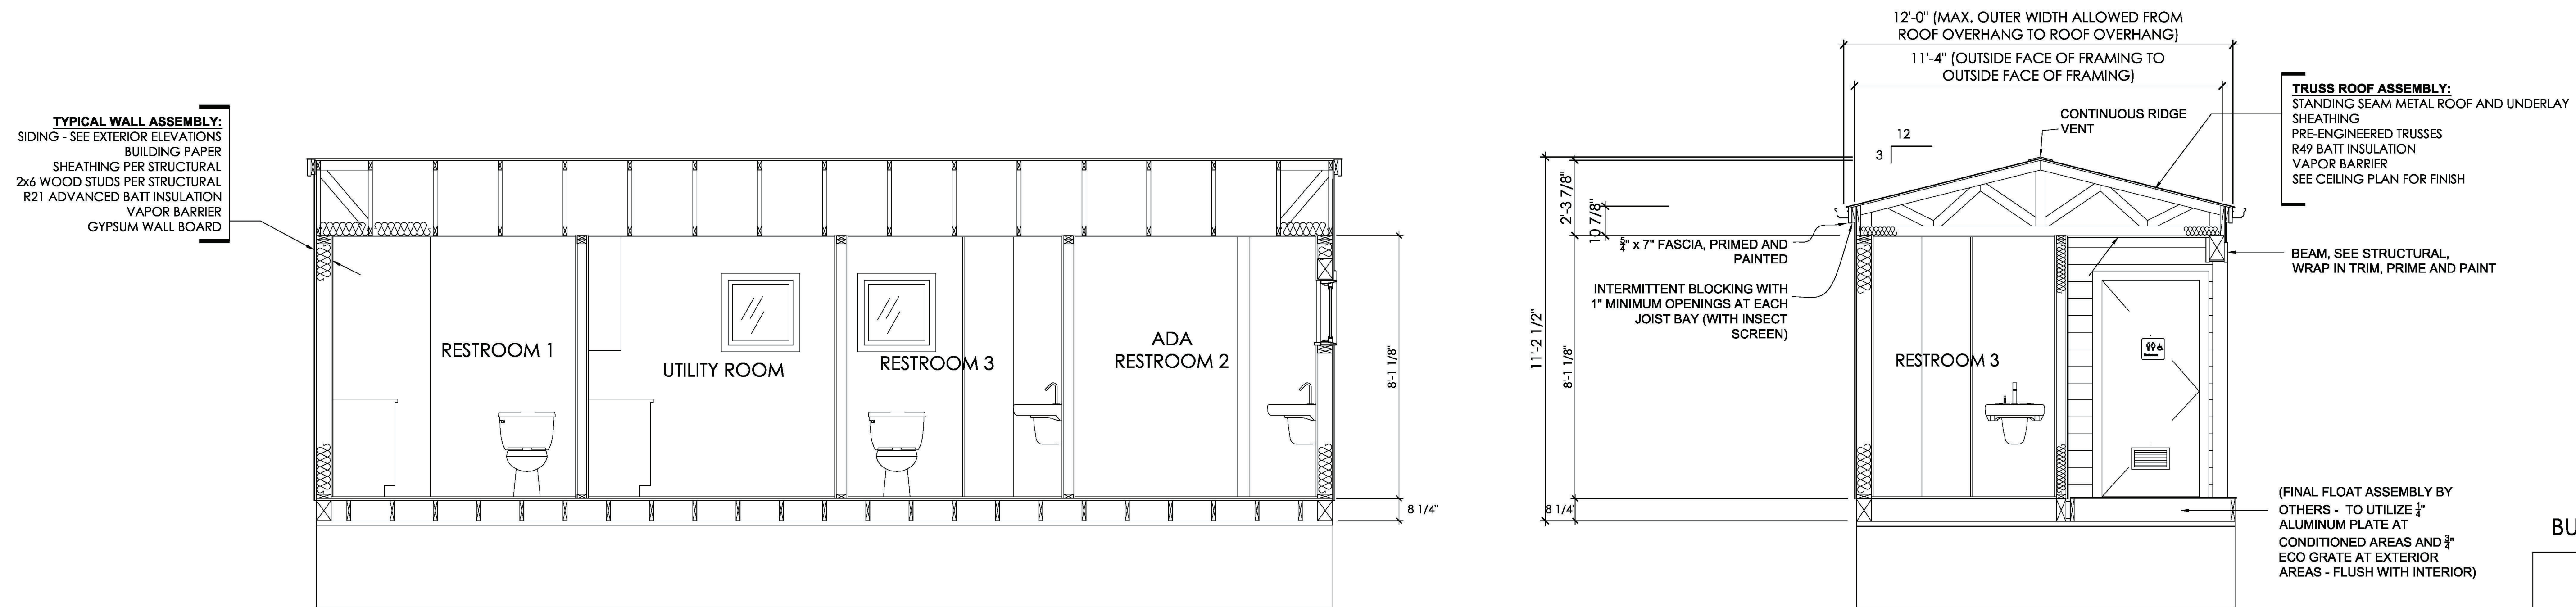 TYPICAL WALL ASSEMBLY:
SIDING - SEE EXTERIOR ELEVATIONS
BUILDING PAPER
SHEATHING PER STRUCTURAL
2x6 WOOD STUDS PER STRUCTURAL
R21 ADVANCED BATT INSULATION
VAPOR BARRIER
GYPSUM WALL BOARD
RESTROOM 1
UTILITY ROOM
RESTROOM 3
ADA
RESTROOM 2
8'-1 1/8"
8 1/4"
12'-0" (MAX. OUTER WIDTH ALLOWED FROM
ROOF OVERHANG TO ROOF OVERHANG)
11'-4" (OUTSIDE FACE OF FRAMING TO
OUTSIDE FACE OF FRAMING)
CONTINUOUS RIDGE
VENT
12
3
TRUSS ROOF ASSEMBLY:
STANDING SEAM METAL ROOF AND UNDERLAY
SHEATHING
PRE-ENGINEERED TRUSSES
R49 BATT INSULATION
VAPOR BARRIER
SEE CEILING PLAN FOR FINISH
11'-2 1/2"
2'-3 7/8"
10 7/8"
8'-1 1/8"
8 1/4"
5/4" x 7" FASCIA, PRIMED AND
PAINTED
INTERMITTENT BLOCKING WITH
1" MINIMUM OPENINGS AT EACH
JOIST BAY (WITH INSECT
SCREEN)
BEAM, SEE STRUCTURAL,
WRAP IN TRIM, PRIME AND PAINT
RESTROOM 3
(FINAL FLOAT ASSEMBLY BY
OTHERS - TO UTILIZE 1/4"
ALUMINUM PLATE AT
CONDITIONED AREAS AND 3/4"
ECO GRATE AT EXTERIOR
AREAS - FLUSH WITH INTERIOR)
BU